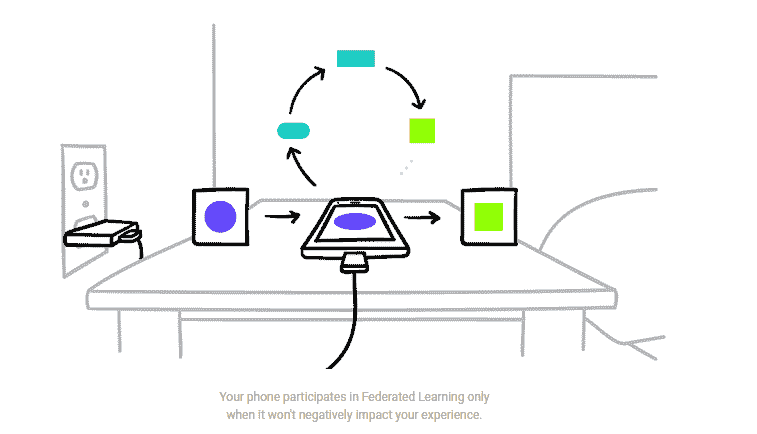 Your phone participates in Federated Learning only
when it won't negatively impact your experience.